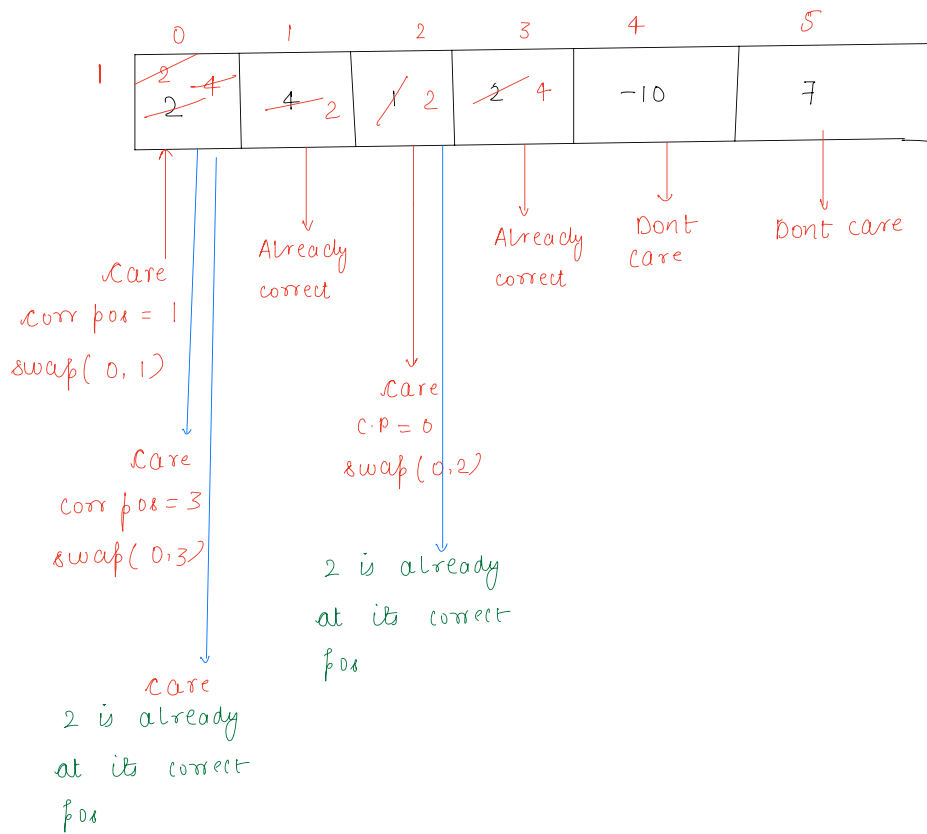 0 1 2 3 4 5
1 2 4
2 4 2 1 2 2 4 -10 7
Already
correct
Already
correct
Dont
care
Dont care
care
corr pos = 1
swap( 0, 1)
care
corr pos = 3
swap( 0,3)
care
C.P = 0
swap(0,2)
2 is already
at its correct
pos
care
2 is already
at its correct
pos